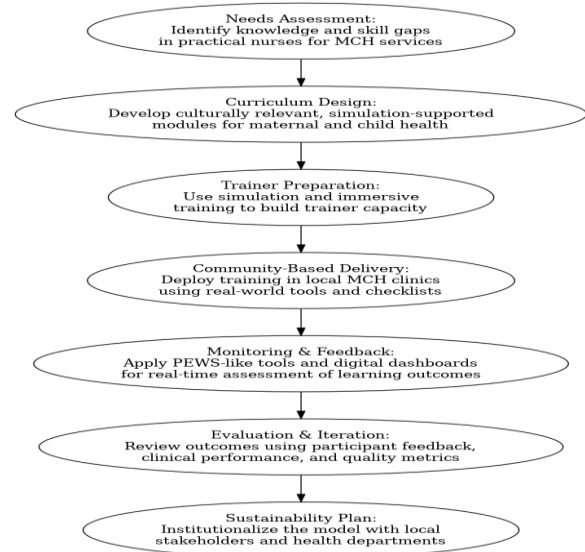 Needs Assessment:
Identify knowledge and skill gaps
in practical nurses for MCH services
Curriculum Design:
Develop culturally relevant, simulation-supported
modules for maternal and child health
Trainer Preparation:
Use simulation and immersive
training to build trainer capacity
Community-Based Delivery:
Deploy training in local MCH clinics
using real-world tools and checklists
Monitoring & Feedback:
Apply PEWS-like tools and digital dashboards
for real-time assessment of learning outcomes
Evaluation & Iteration:
Review outcomes using participant feedback,
clinical performance, and quality metrics
Sustainability Plan:
Institutionalize the model with local
stakeholders and health departments